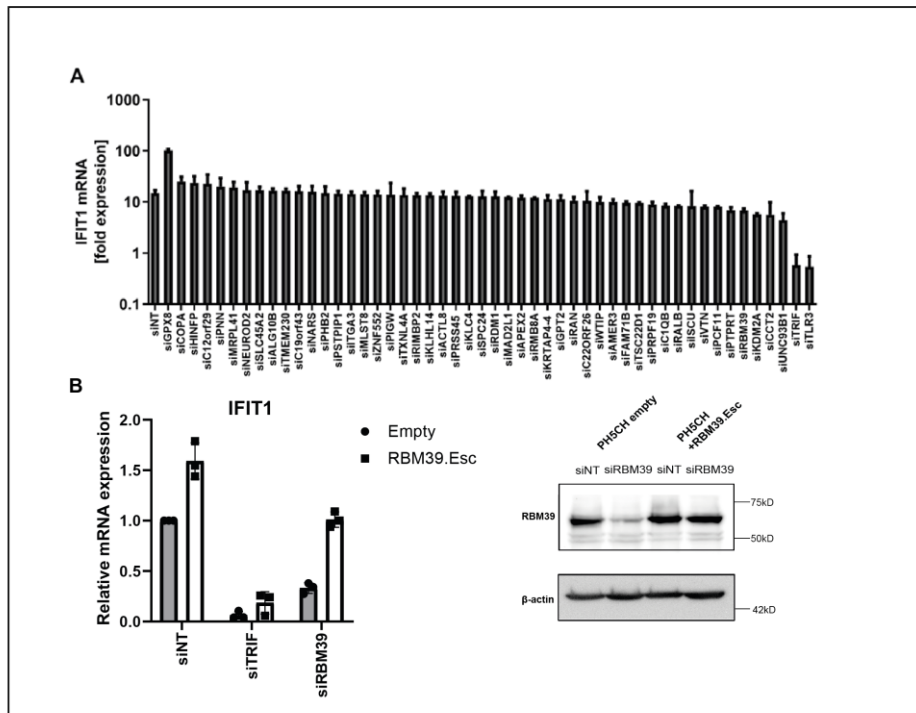 A
IFIT1 mRNA
[fold expression]
1000
100
10
1
0.1
siNT
siGPX8
siCOPA
siHINFP
siC12orf29
siPNN
siMRPL41
siNEUROD2
siSLC45A2
siALG10B
siTMEM230
siC19orf43
siNARS
siPHB2
siPSTPIP1
siITGA3
siMLST8
siZNF552
siPIGW
siTXNL4A
siRIMBP2
siKLHL14
siACTL8
siPRSS45
siKLC4
siSPC24
siRDM1
siMAD2L1
siAPEX2
siRMB8A
siKRTAP4-4
siGPT2
siRAN
siC22ORF26
siWTIP
siAMER3
siFAM71B
siTSC22D1
siPRPF19
siC1QB
siRALB
siISCU
siVTN
siPCF11
siPTPRT
siRBM39
siKDM2A
siCCT2
siUNC93B1
siTRIF
siTLR3
B
IFIT1
Relative mRNA expression
2.0
1.5
1.0
0.5
0.0
siNT
siTRIF
siRBM39
Empty
RBM39.Esc
PH5CH empty
PH5CH
+RBM39.Esc
siNT siRBM39 siNT siRBM39
RBM39
75kD
50kD
β-actin
42kD